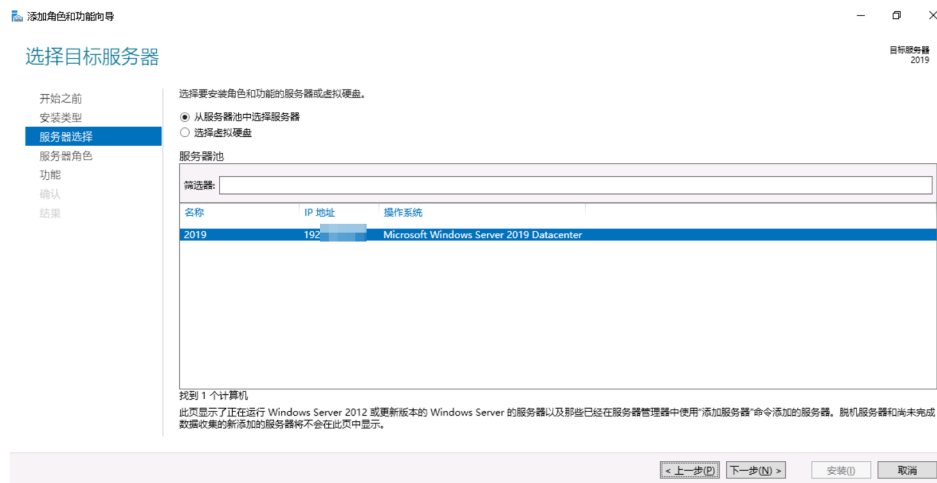 添加角色和功能向导
选择目标服务器
目标服务器
2019
开始之前
安装类型
服务器选择
服务器角色
功能
确认
结果
选择要安装角色和功能的服务器或虚拟硬盘。
从服务器池中选择服务器
选择虚拟硬盘
服务器池
筛选器:
名称 IP 地址 操作系统
2019 192 Microsoft Windows Server 2019 Datacenter
找到 1 个计算机
此页显示了正在运行 Windows Server 2012 或更新版本的 Windows Server 的服务器以及那些已经在服务器管理器中使用"添加服务器"命令添加的服务器。脱机服务器和尚未完成
数据收集的新添加的服务器将不会在此页中显示。
< 上一步(P) 下一步(N) > 安装(I) 取消